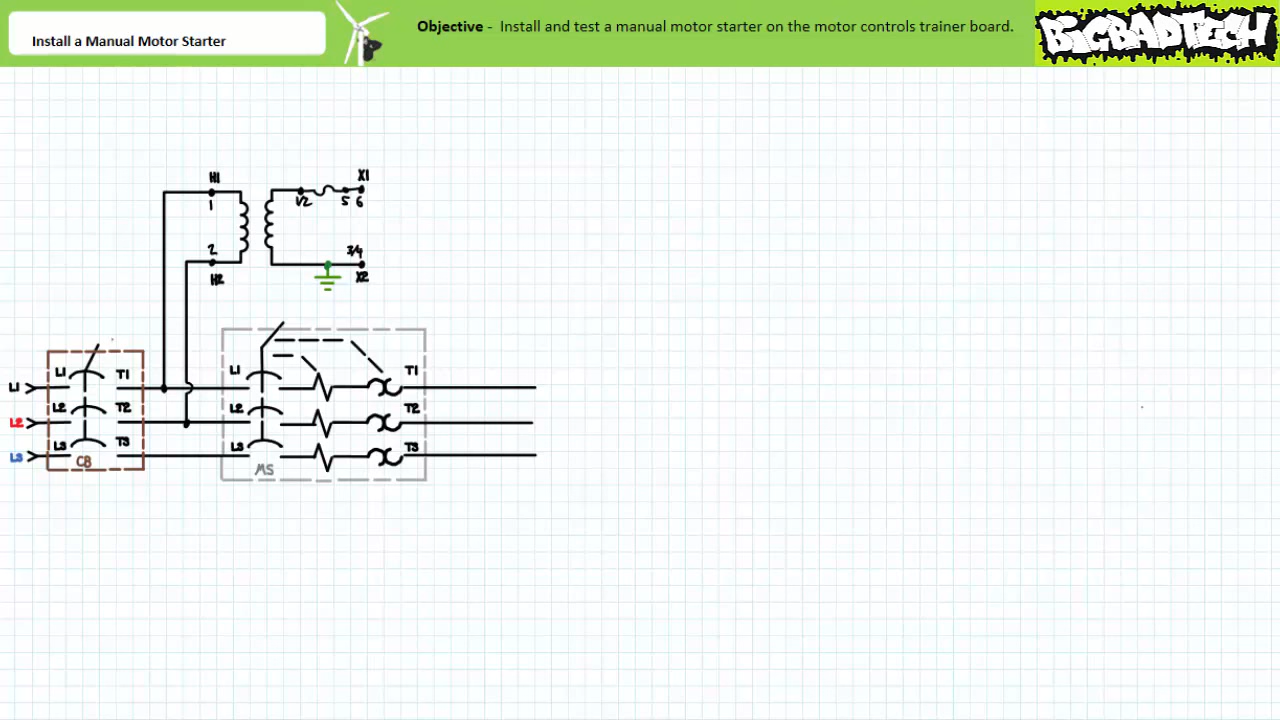 Install a Manual Motor Starter
Objective - Install and test a manual motor starter on the motor controls trainer board.
BIGBADTECH
H1
1
X1
1/2
5 6
2
H2
3/4
X2
L1
L1
T1
L1
T1
L2
L2
T2
L2
T2
L3
L3
T3
L3
T3
CB
MS